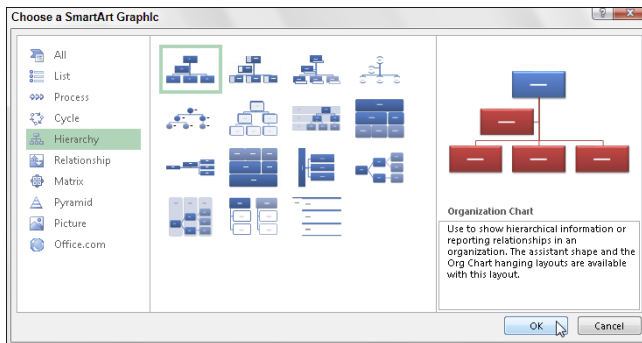 Choose a SmartArt Graphic
All
List
Process
Cycle
Hierarchy
Relationship
Matrix
Pyramid
Picture
Office.com
Organization Chart
Use to show hierarchical information or
reporting relationships in an
organization. The assistant shape and the
Org Chart hanging layouts are available
with this layout.
OK
Cancel